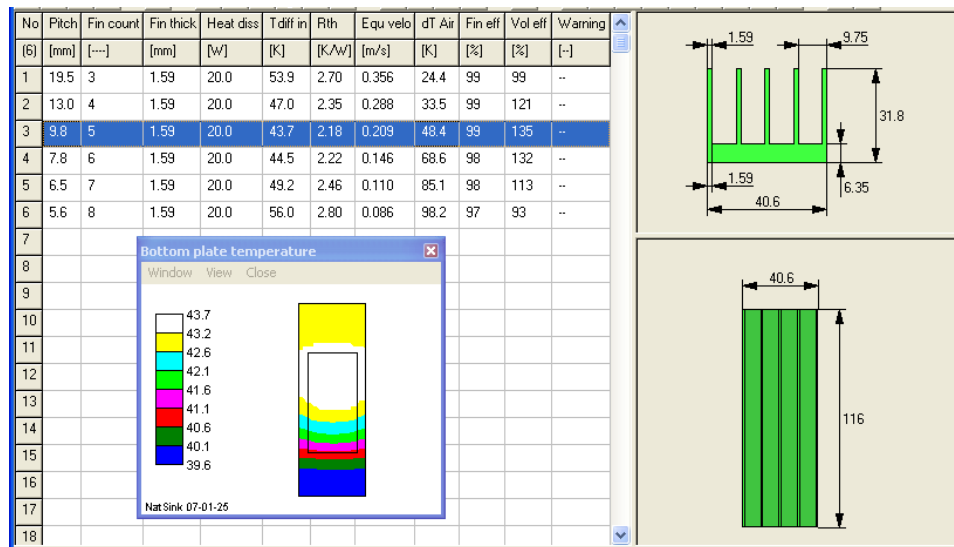 No Pitch Fin count Fin thick Heat diss T diff in Rth Equ velo dT Air Fin eff Vol eff Warning
(6) [mm] [----] [mm] [W] [K] [K/W] [m/s] [K] [%] [%] [--]
1 19.5 3 1.59 20.0 53.9 2.70 0.356 24.4 99 99 --
2 13.0 4 1.59 20.0 47.0 2.35 0.288 33.5 99 121 --
3 9.8 5 1.59 20.0 43.7 2.18 0.209 48.4 99 135 --
4 7.8 6 1.59 20.0 44.5 2.22 0.146 68.6 98 132 --
5 6.5 7 1.59 20.0 49.2 2.46 0.110 85.1 98 113 --
6 5.6 8 1.59 20.0 56.0 2.80 0.086 98.2 97 93 --
7
8
9
10
11
12
13
14
15
16
17
18
Bottom plate temperature
Window View Close
43.7
43.2
42.6
42.1
41.6
41.1
40.6
40.1
39.6
NatSink 07-01-25
1.59
9.75
31.8
1.59
6.35
40.6
40.6
116